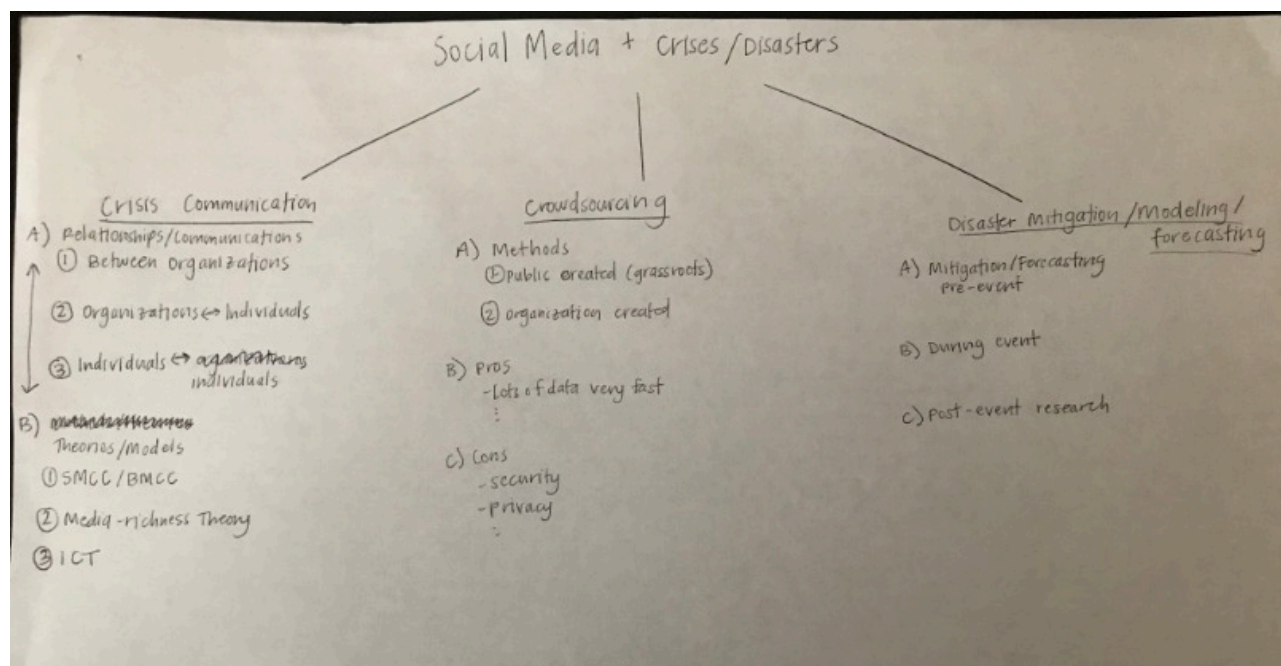 Social Media + Crises/Disasters
Crisis Communication
A) Relationships/Communications
① Between Organizations
② Organizations ↔ Individuals
③ Individuals ↔
individuals
B)
Theories/Models
① SMCC/BMCC
② Media-richness Theory
③ ICT
Crowdsourcing
A) Methods
① Public created (grassroots)
② organization created
B) Pros
- Lots of data very fast
⋮
C) Cons
- security
- privacy
⋮
Disaster Mitigation/Modeling/
forecasting
A) Mitigation/Forecasting
pre-event
B) During event
C) Post-event research